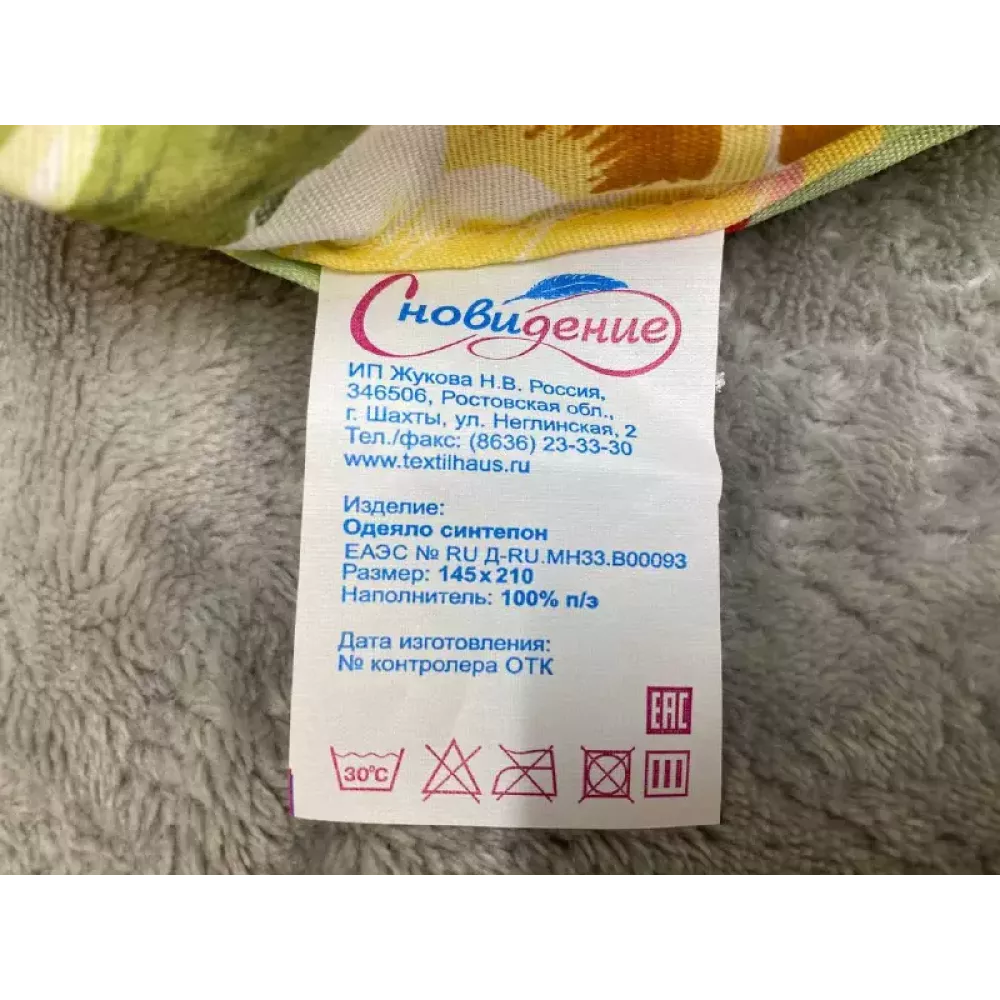 Сновидение
ИП Жукова Н.В. Россия,
346506, Ростовская обл.,
г. Шахты, ул. Неглинская, 2
Тел./факс: (8636) 23-33-30
www.textilhaus.ru
Изделие:
Одеяло синтепон
ЕАЭС № RU Д-RU.МН33.В00093
Размер: 145х210
Наполнитель: 100% п/э
Дата изготовления:
№ контролера ОТК
EAC
30°C